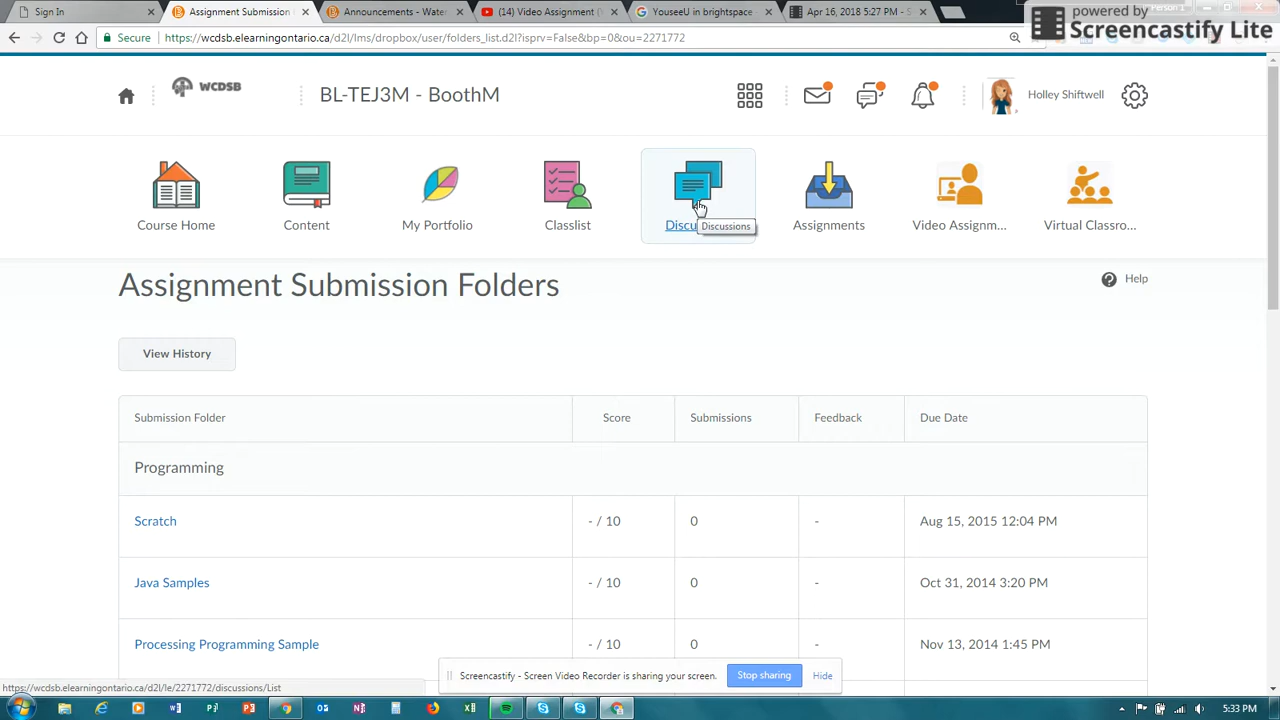 Sign In
Assignment Submission
Announcements - Water
(14) Video Assignment (
YouseeU in brightspace
Apr 16, 2018 5:27 PM - S
powered by
Screencastify Lite
Secure
https://wcdsb.elearningontario.ca
/user/folders_list.d2l?isprv=False&bp=0&ou=2271772
WCDSB
BL-TEJ3M - BoothM
Holley Shiftwell
Course Home
Content
My Portfolio
Classlist
Discu
Discussions
Assignments
Video Assignm...
Virtual Classro...
Assignment Submission Folders
Help
View History
Submission Folder
Score
Submissions
Feedback
Due Date
Programming
Scratch
- / 10
0
-
Aug 15, 2015 12:04 PM
Java Samples
- / 10
0
-
Oct 31, 2014 3:20 PM
Processing Programming Sample
- / 10
0
-
Nov 13, 2014 1:45 PM
Screencastify - Screen Video Recorder is sharing your screen.
Stop sharing
Hide
https://wcdsb.elearningontario.ca/d2l/le/2271772/discussions/List
5:33 PM